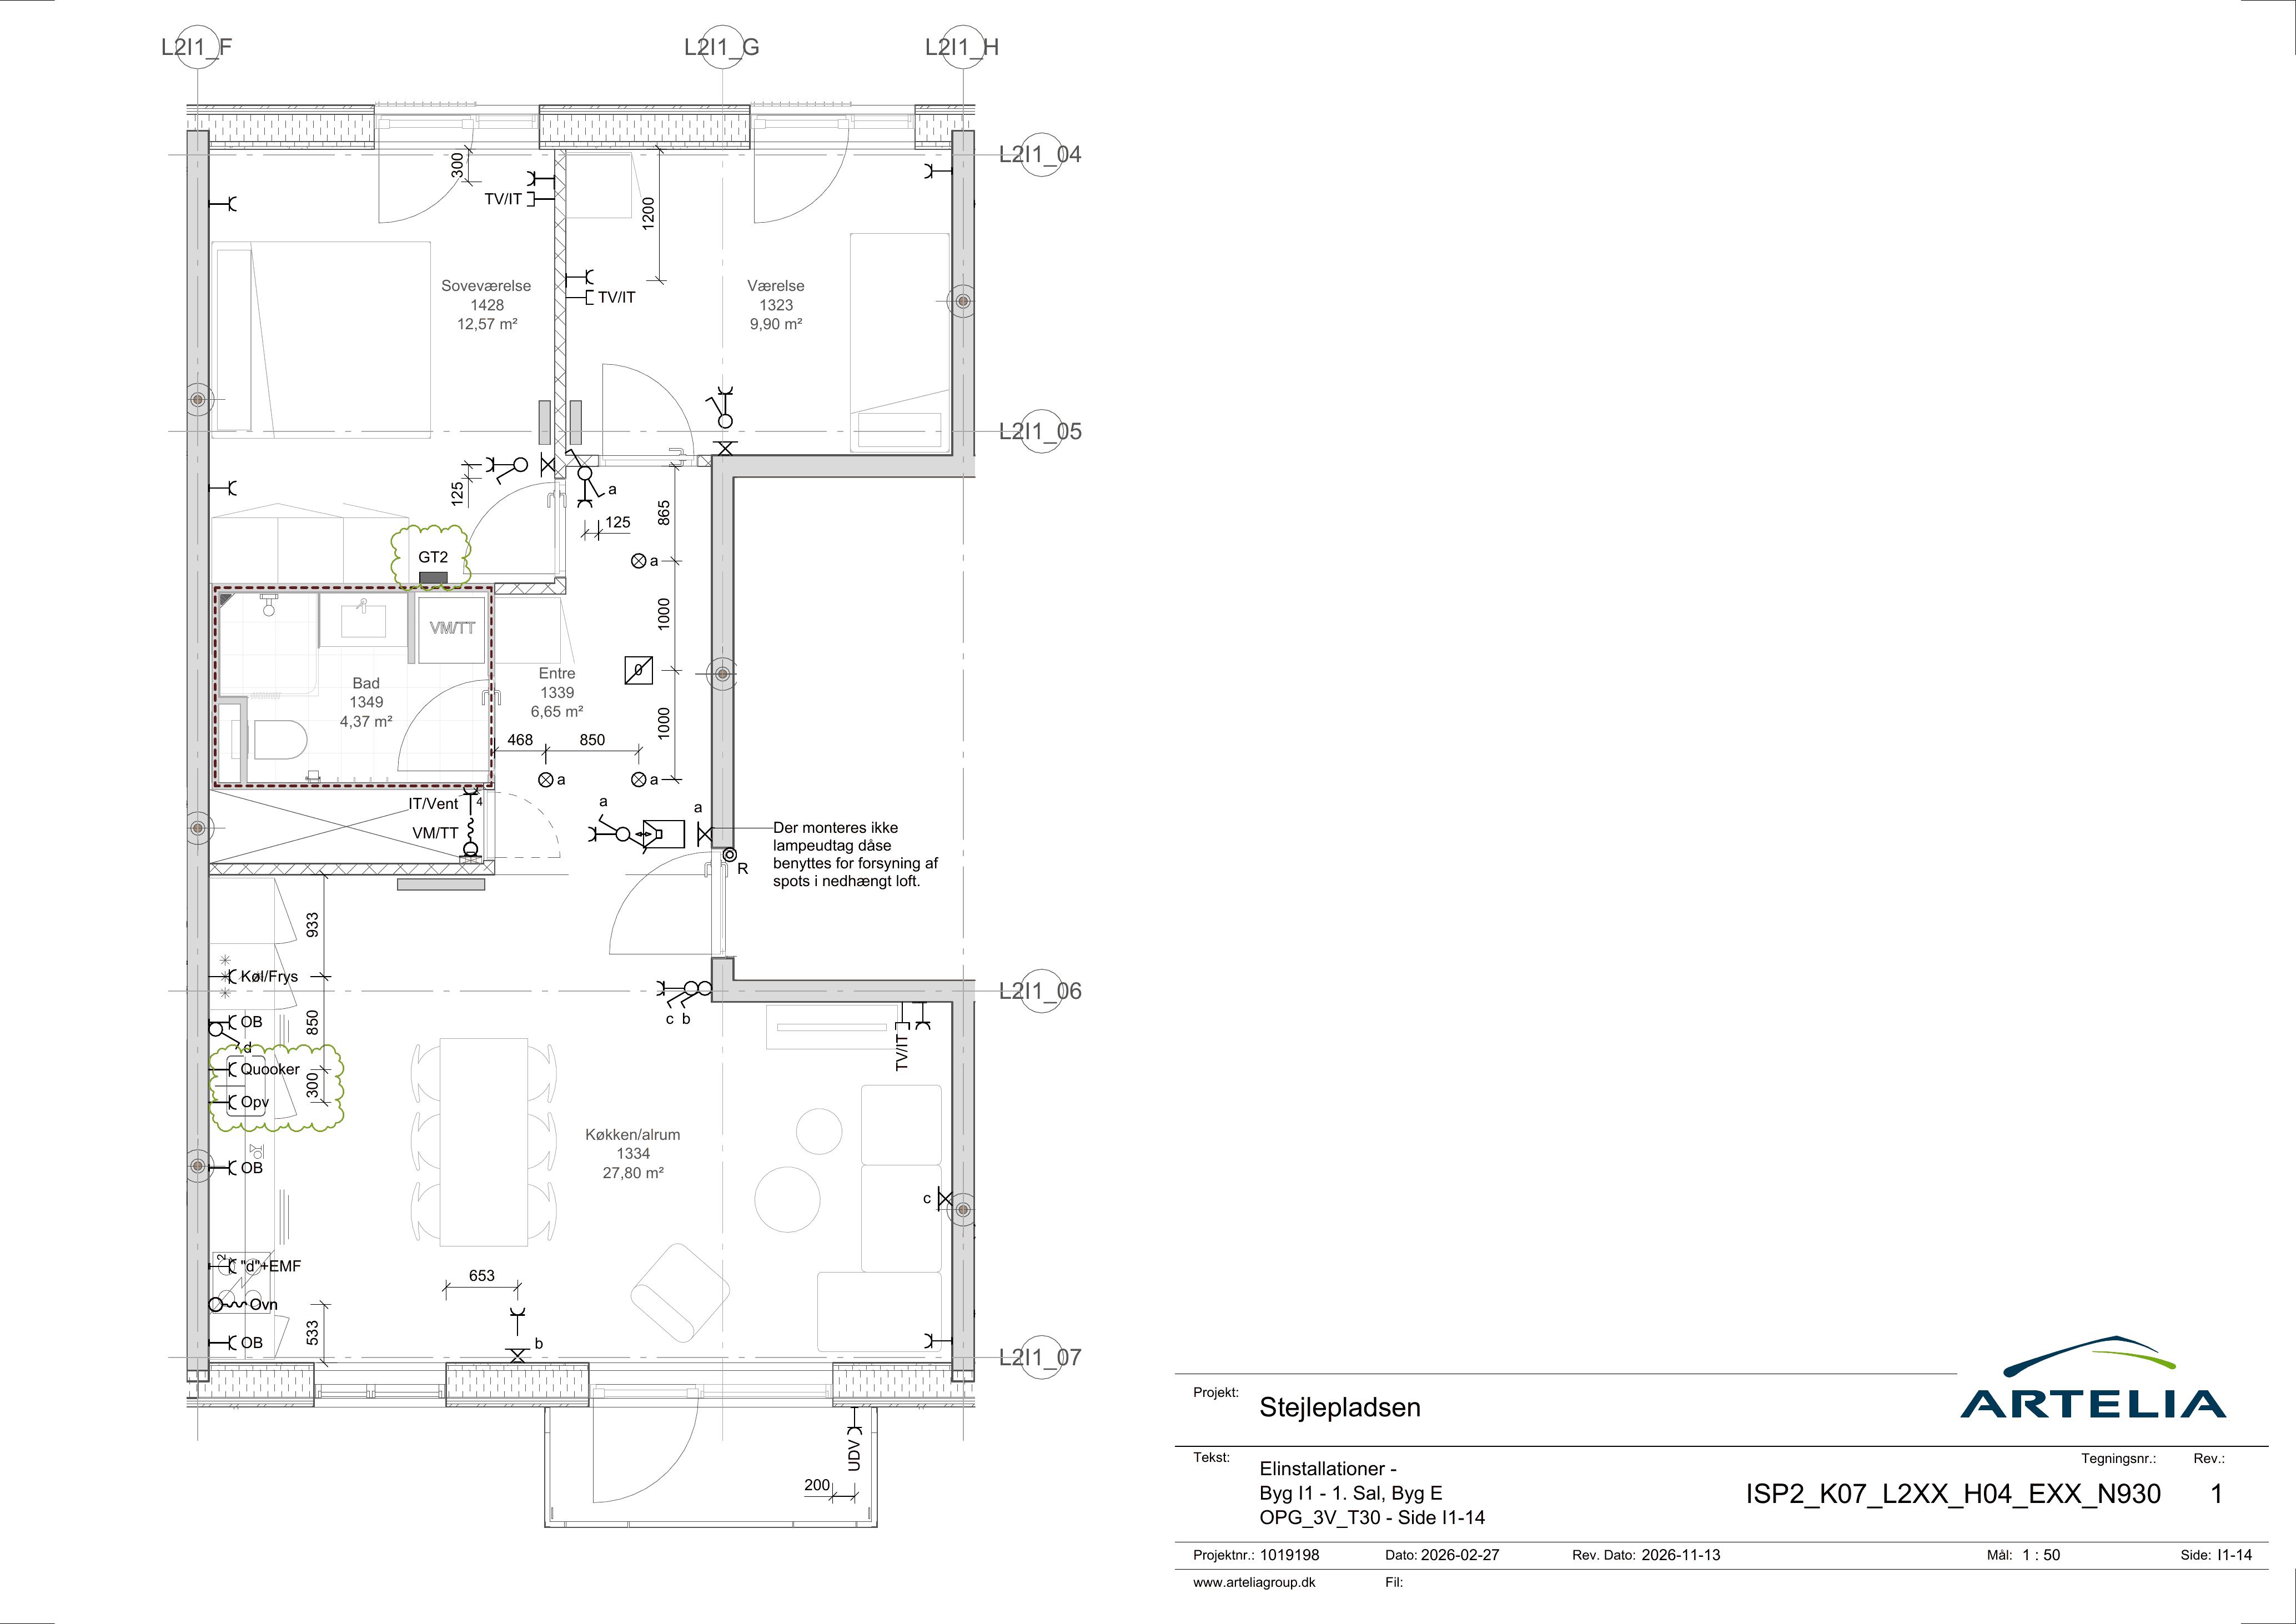 L2I1_F
L2I1_G
L2I1_H
L2I1_04
300
TV/IT
1200
Soveværelse
1428
12,57 m²
TV/IT
Værelse
1323
9,90 m²
L2I1_05
125
a
125
865
GT2
a
1000
VM/TT
Bad
1349
4,37 m²
Entre
1339
6,65 m²
0
1000
468
850
a
a
IT/Vent
4
VM/TT
a
a
Der monteres ikke
lampeudtag dåse
benyttes for forsyning af
spots i nedhængt loft.
R
933
Køl/Frys
L2I1_06
c b
OB
850
d
TV/IT
Quooker
300
Opv
Køkken/alrum
1334
27,80 m²
OB
c
2
"d"+EMF
653
Ovn
533
OB
b
L2I1_07
UDV
200
Projekt:
Stejlepladsen
ARTELIA
Tekst:
Elinstallationer -
Byg I1 - 1. Sal, Byg E
OPG_3V_T30 - Side I1-14
Tegningsnr.:
Rev.:
ISP2_K07_L2XX_H04_EXX_N930
1
Projektnr.: 1019198
Dato: 2026-02-27
Rev. Dato: 2026-11-13
Mål: 1 : 50
Side: I1-14
www.arteliagroup.dk
Fil: